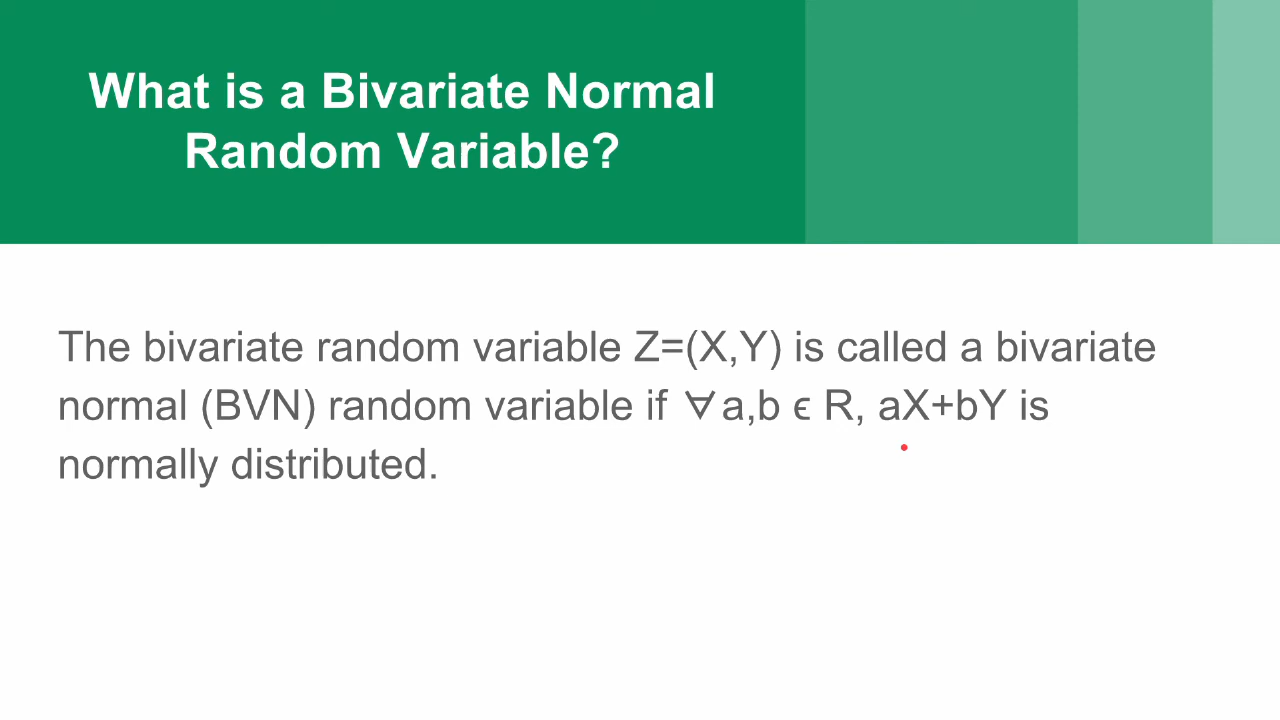 What is a Bivariate Normal
Random Variable?
The bivariate random variable Z=(X,Y) is called a bivariate
normal (BVN) random variable if ∀a,b ϵ R, aX+bY is
normally distributed.